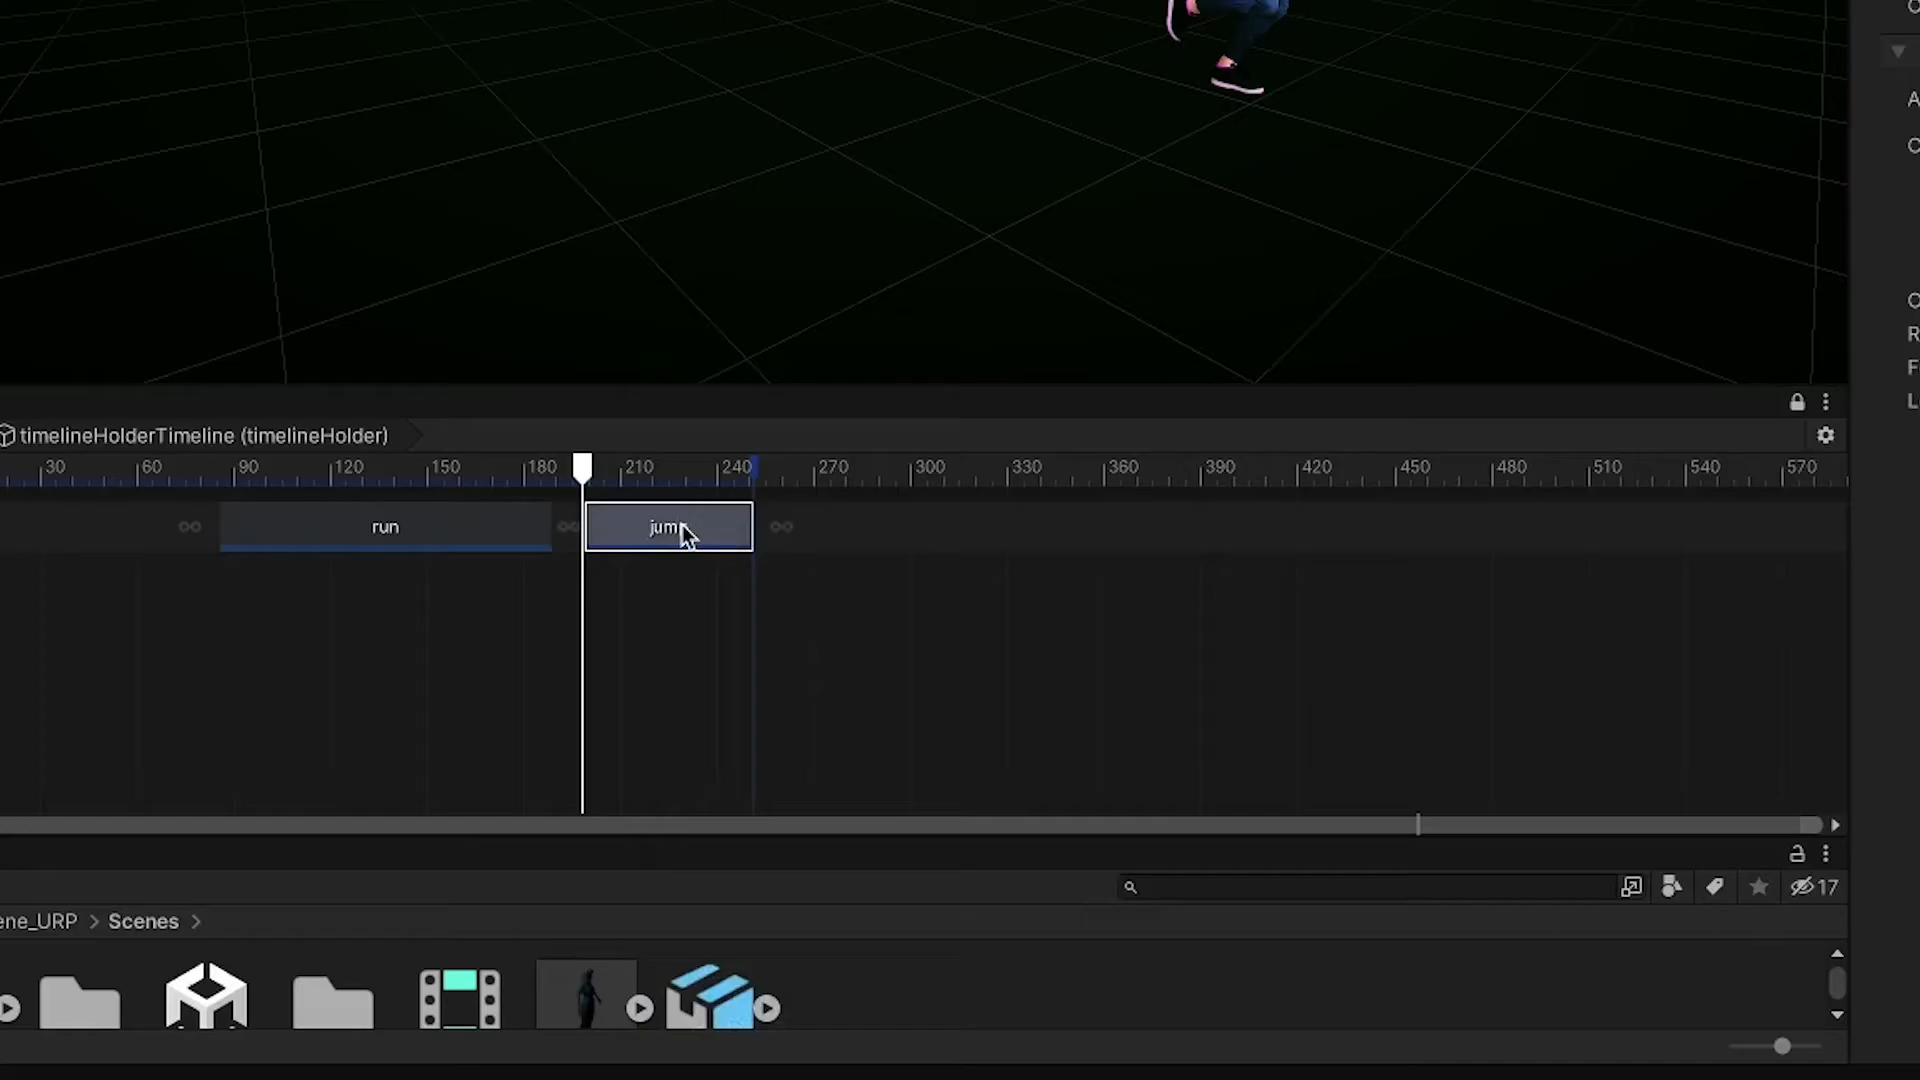 timelineHolderTimeline (timelineHolder)
30 60 90 120 150 180 210 240 270 300 330 360 390 420 450 480 510 540 570
run
17
ene_URP > Scenes >